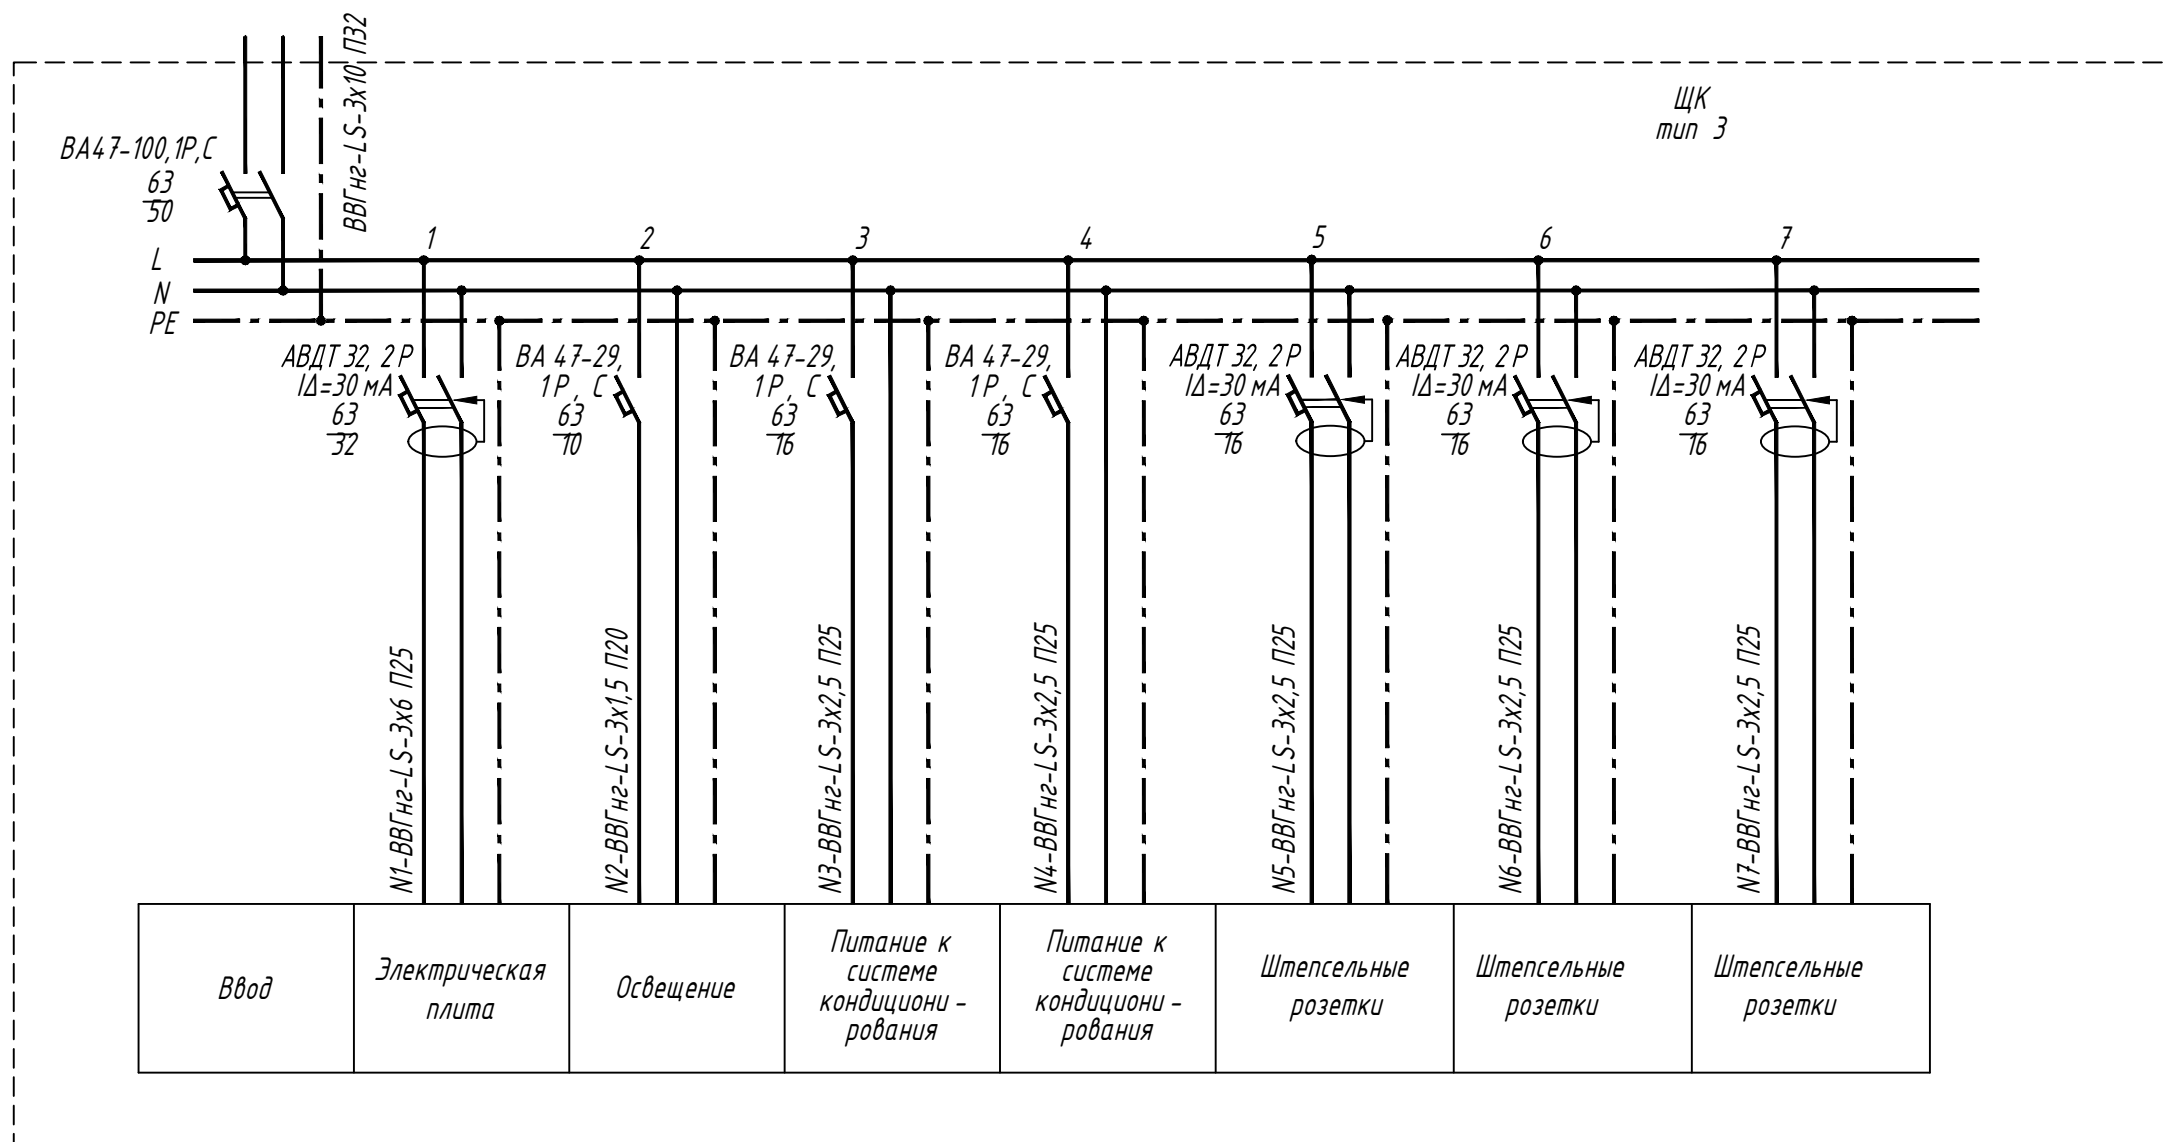 ЩК
тип 3
ВА47-100,1Р,С
63
50
ВВГнг-LS-3х10 П32
L
N
PE
1
2
3
4
5
6
7
АВДТ 32, 2 Р
IΔ=30 мА
63
32
ВА 47-29,
1 Р, С
63
10
ВА 47-29,
1 Р, С
63
16
ВА 47-29,
1 Р, С
63
16
АВДТ 32, 2 Р
IΔ=30 мА
63
16
АВДТ 32, 2 Р
IΔ=30 мА
63
16
АВДТ 32, 2 Р
IΔ=30 мА
63
16
N1-ВВГнг-LS-3х6 П25
N2-ВВГнг-LS-3х1,5 П20
N3-ВВГнг-LS-3х2,5 П25
N4-ВВГнг-LS-3х2,5 П25
N5-ВВГнг-LS-3х2,5 П25
N6-ВВГнг-LS-3х2,5 П25
N7-ВВГнг-LS-3х2,5 П25
Ввод
Электрическая
плита
Освещение
Питание к
системе
кондициони-
рования
Питание к
системе
кондициони-
рования
Штепсельные
розетки
Штепсельные
розетки
Штепсельные
розетки